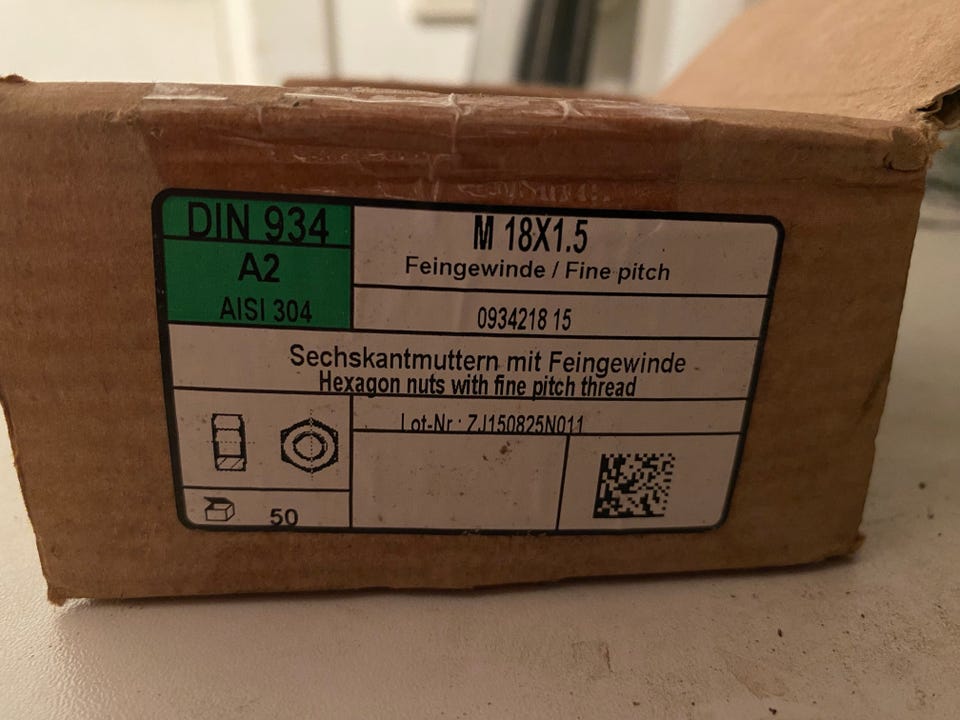 DIN 934
A2
AISI 304
M 18X1.5
Feingewinde / Fine pitch
0934218 15
Sechskantmuttern mit Feingewinde
Hexagon nuts with fine pitch thread
Lot-Nr : ZJ150825N011
50